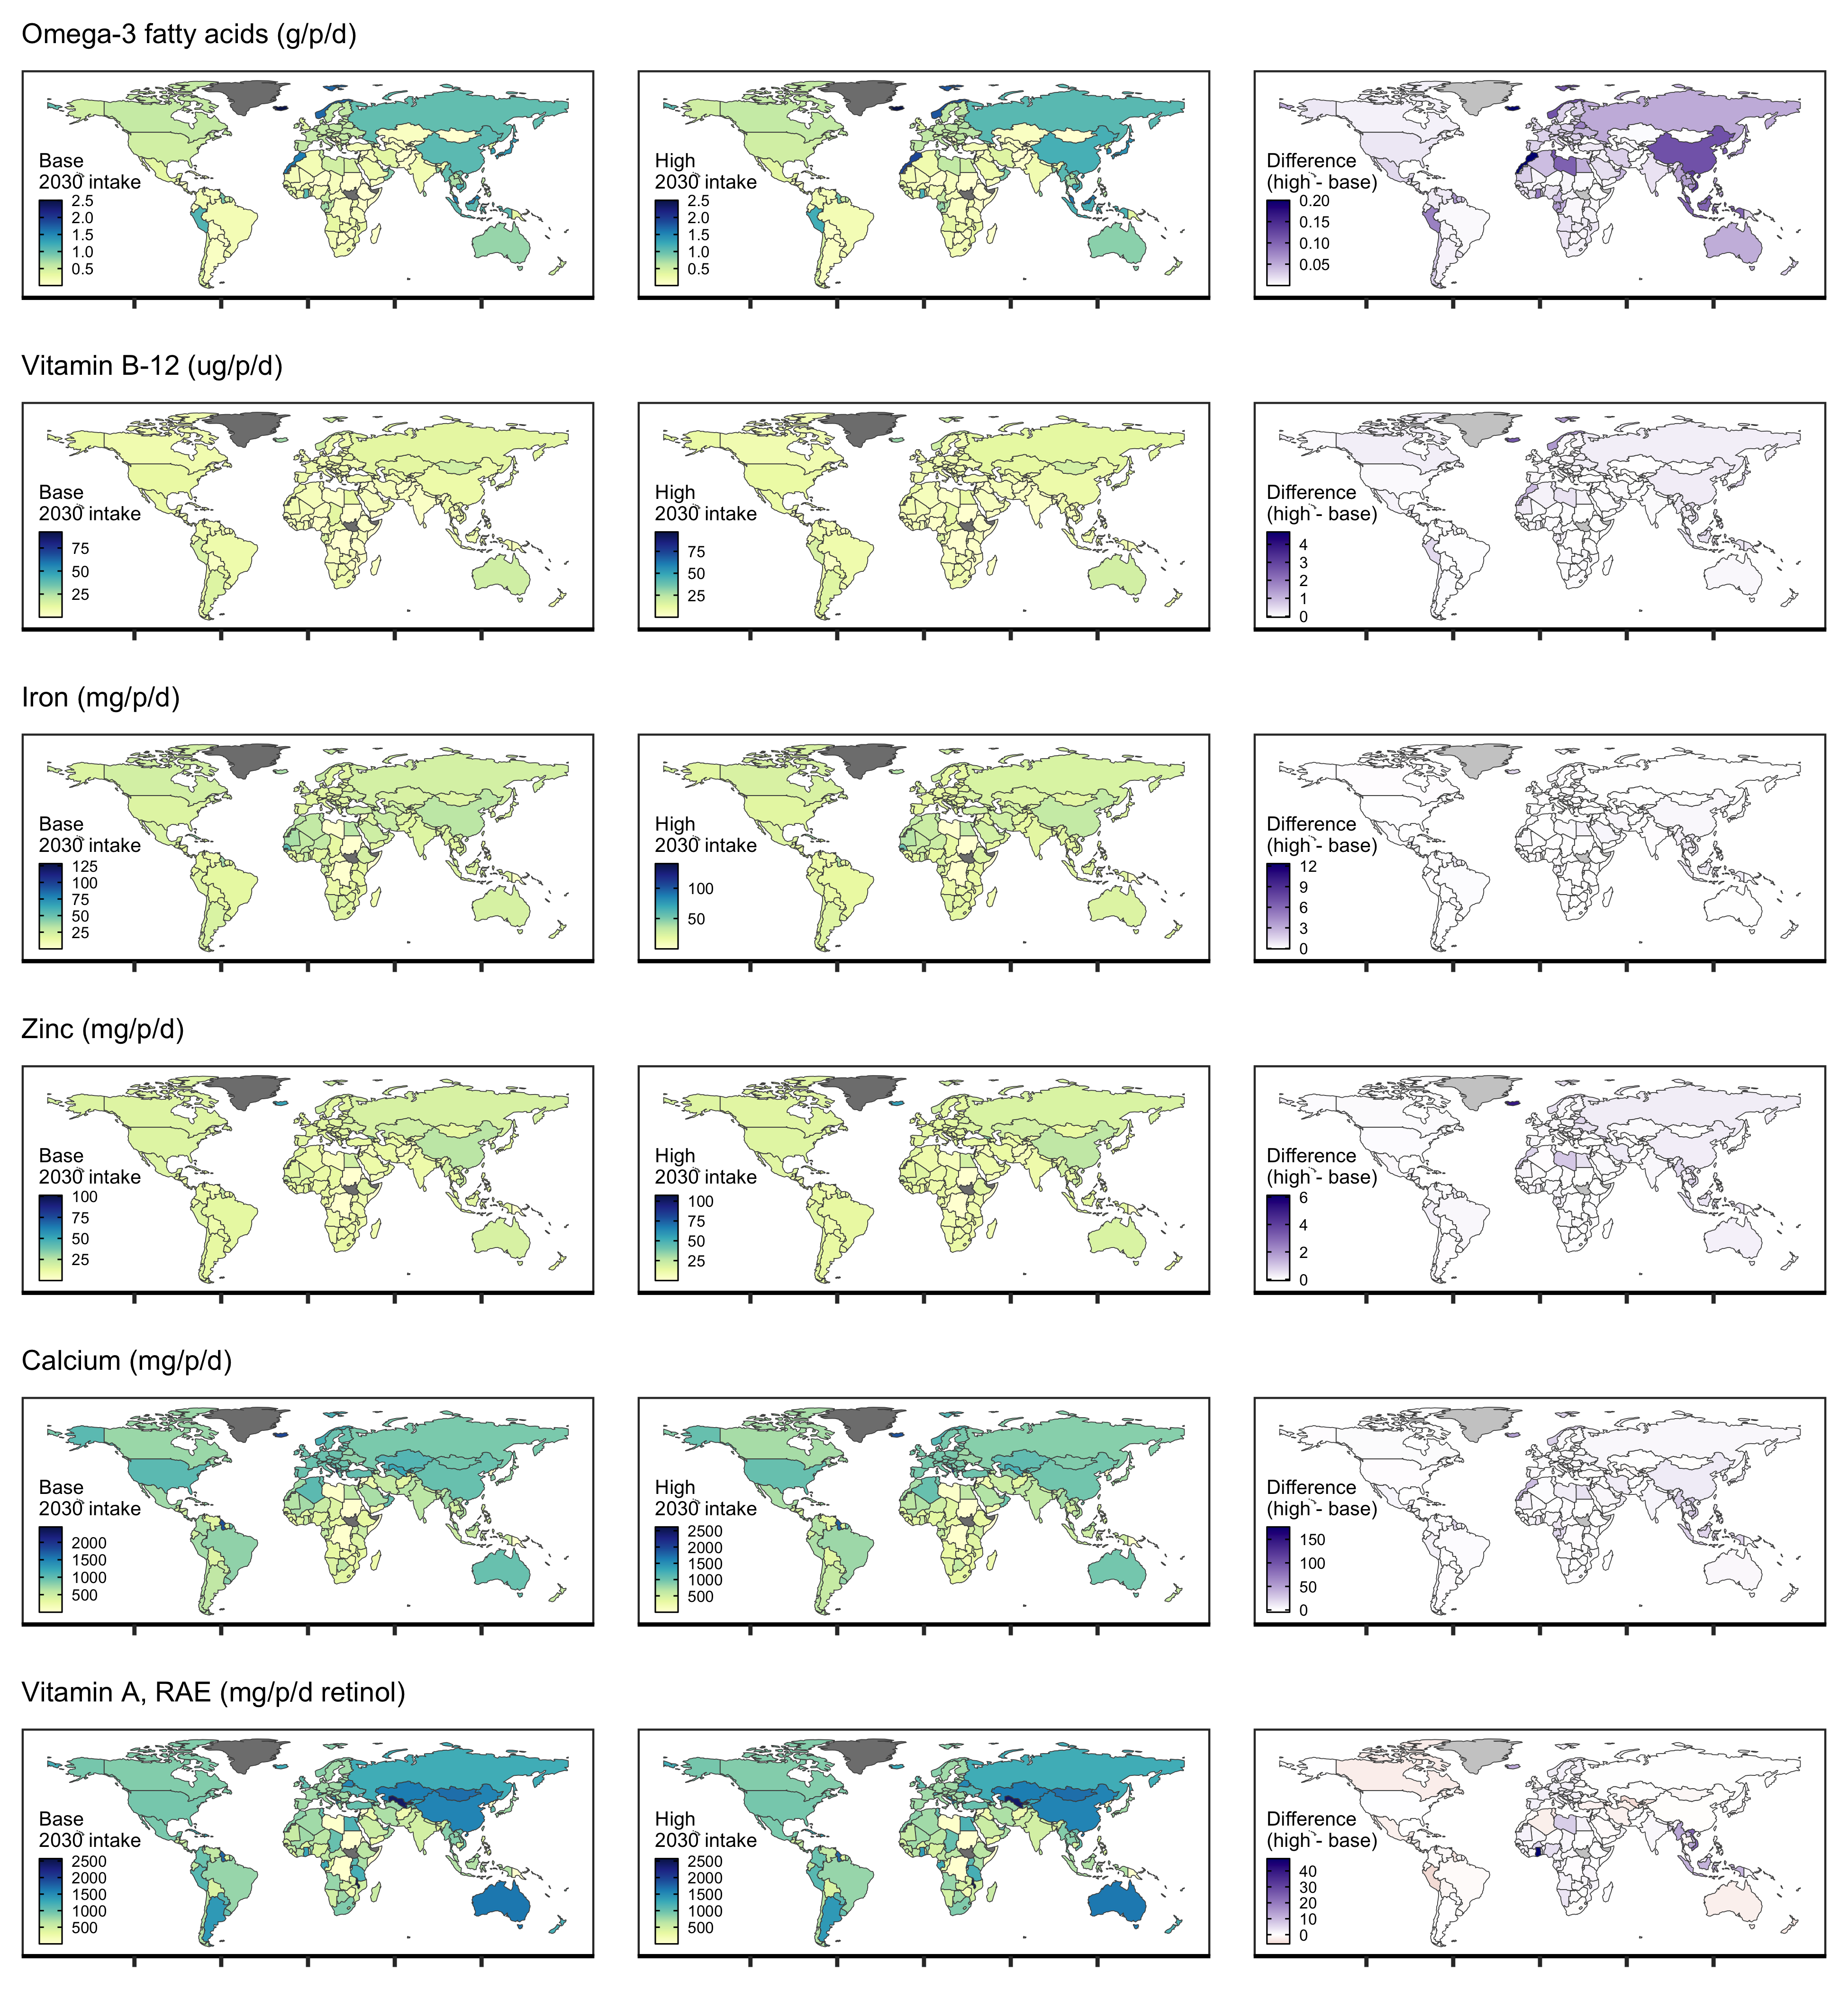 Omega-3 fatty acids (g/p/d)
Base
2030 intake
2.5
2.0
1.5
1.0
0.5
High
2030 intake
2.5
2.0
1.5
1.0
0.5
Difference
(high - base)
0.20
0.15
0.10
0.05
Vitamin B-12 (ug/p/d)
Base
2030 intake
75
50
25
High
2030 intake
75
50
25
Difference
(high - base)
4
3
2
1
0
Iron (mg/p/d)
Base
2030 intake
125
100
75
50
25
High
2030 intake
100
50
Difference
(high - base)
12
9
6
3
0
Zinc (mg/p/d)
Base
2030 intake
100
75
50
25
High
2030 intake
100
75
50
25
Difference
(high - base)
6
4
2
0
Calcium (mg/p/d)
Base
2030 intake
2000
1500
1000
500
High
2030 intake
2500
2000
1500
1000
500
Difference
(high - base)
150
100
50
0
Vitamin A, RAE (mg/p/d retinol)
Base
2030 intake
2500
2000
1500
1000
500
High
2030 intake
2500
2000
1500
1000
500
Difference
(high - base)
40
30
20
10
0